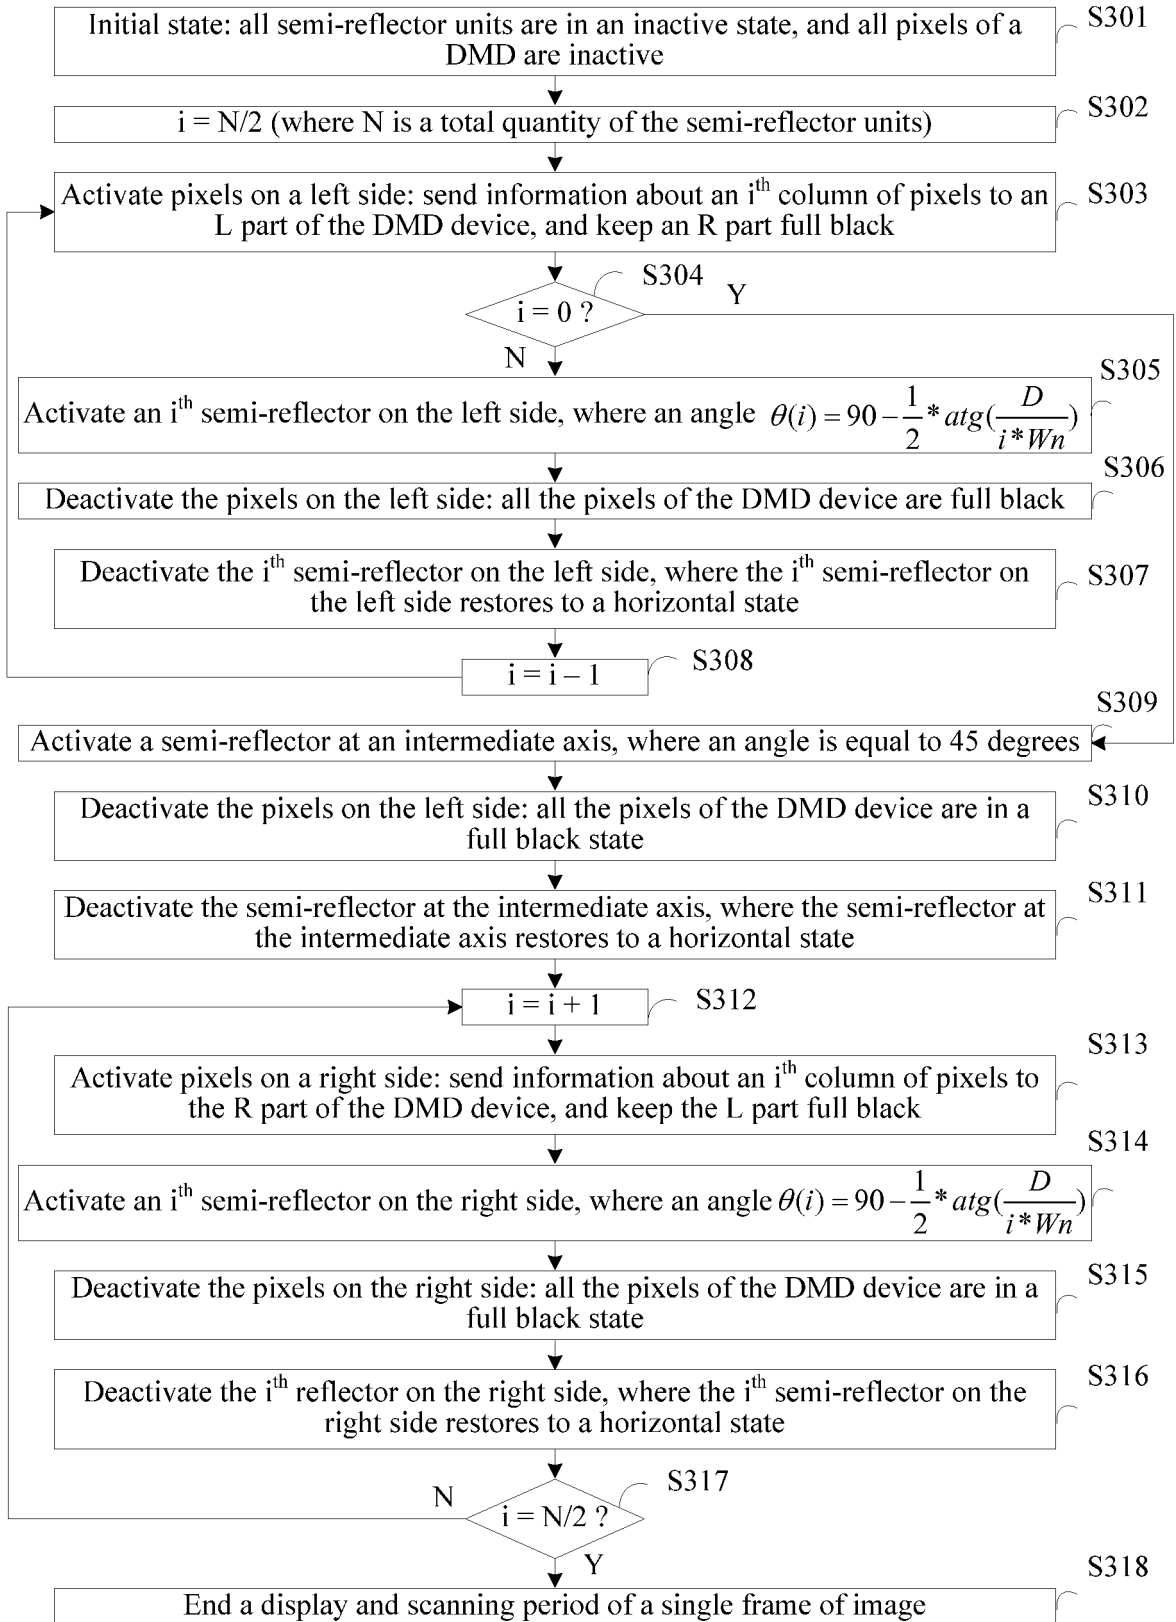 Initial state: all semi-reflector units are in an inactive state, and all pixels of a
DMD are inactive
S301
i = N/2 (where N is a total quantity of the semi-reflector units)
S302
Activate pixels on a left side: send information about an i^th column of pixels to an
L part of the DMD device, and keep an R part full black
S303
S304
i = 0 ?
Y
N
S305
Activate an i^th semi-reflector on the left side, where an angle θ(i) = 90 − 1/2 * atg(D/(i*Wn))
S306
Deactivate the pixels on the left side: all the pixels of the DMD device are full black
Deactivate the i^th semi-reflector on the left side, where the i^th semi-reflector on
the left side restores to a horizontal state
S307
i = i – 1
S308
S309
Activate a semi-reflector at an intermediate axis, where an angle is equal to 45 degrees
Deactivate the pixels on the left side: all the pixels of the DMD device are in a
full black state
S310
Deactivate the semi-reflector at the intermediate axis, where the semi-reflector at
the intermediate axis restores to a horizontal state
S311
i = i + 1
S312
S313
Activate pixels on a right side: send information about an i^th column of pixels to
the R part of the DMD device, and keep the L part full black
S314
Activate an i^th semi-reflector on the right side, where an angle θ(i) = 90 − 1/2 * atg(D/(i*Wn))
Deactivate the pixels on the right side: all the pixels of the DMD device are in a
full black state
S315
Deactivate the i^th reflector on the right side, where the i^th semi-reflector on the
right side restores to a horizontal state
S316
S317
N
i = N/2 ?
Y
S318
End a display and scanning period of a single frame of image